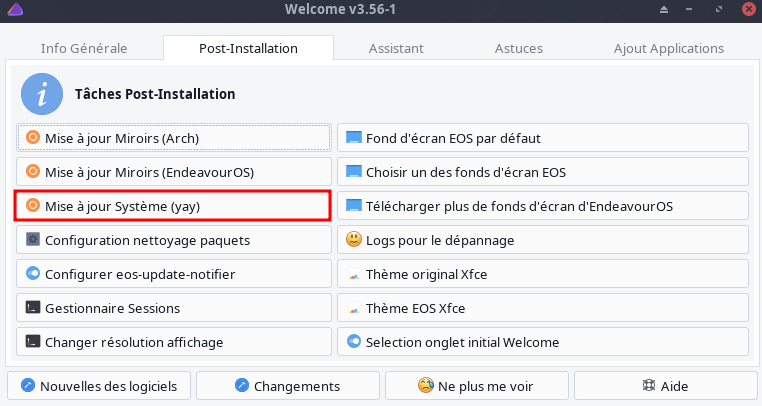 Welcome v3.56-1
Info Générale
Post-Installation
Assistant
Astuces
Ajout Applications
i
Tâches Post-Installation
Mise à jour Miroirs (Arch)
Fond d'écran EOS par défaut
Mise à jour Miroirs (EndeavourOS)
Choisir un des fonds d'écran EOS
Mise à jour Système (yay)
Télécharger plus de fonds d'écran d'EndeavourOS
Configuration nettoyage paquets
Logs pour le dépannage
Configurer eos-update-notifier
Thème original Xfce
Gestionnaire Sessions
Thème EOS Xfce
Changer résolution affichage
Selection onglet initial Welcome
Nouvelles des logiciels
Changements
Ne plus me voir
Aide